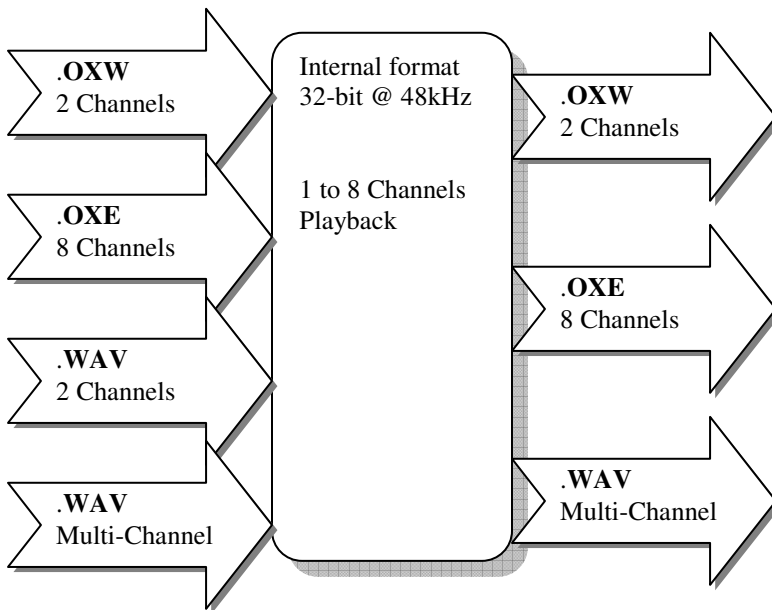 .OXW
2 Channels
.OXE
8 Channels
.WAV
2 Channels
.WAV
Multi-Channel
Internal format
32-bit @ 48kHz
1 to 8 Channels
Playback
.OXW
2 Channels
.OXE
8 Channels
.WAV
Multi-Channel